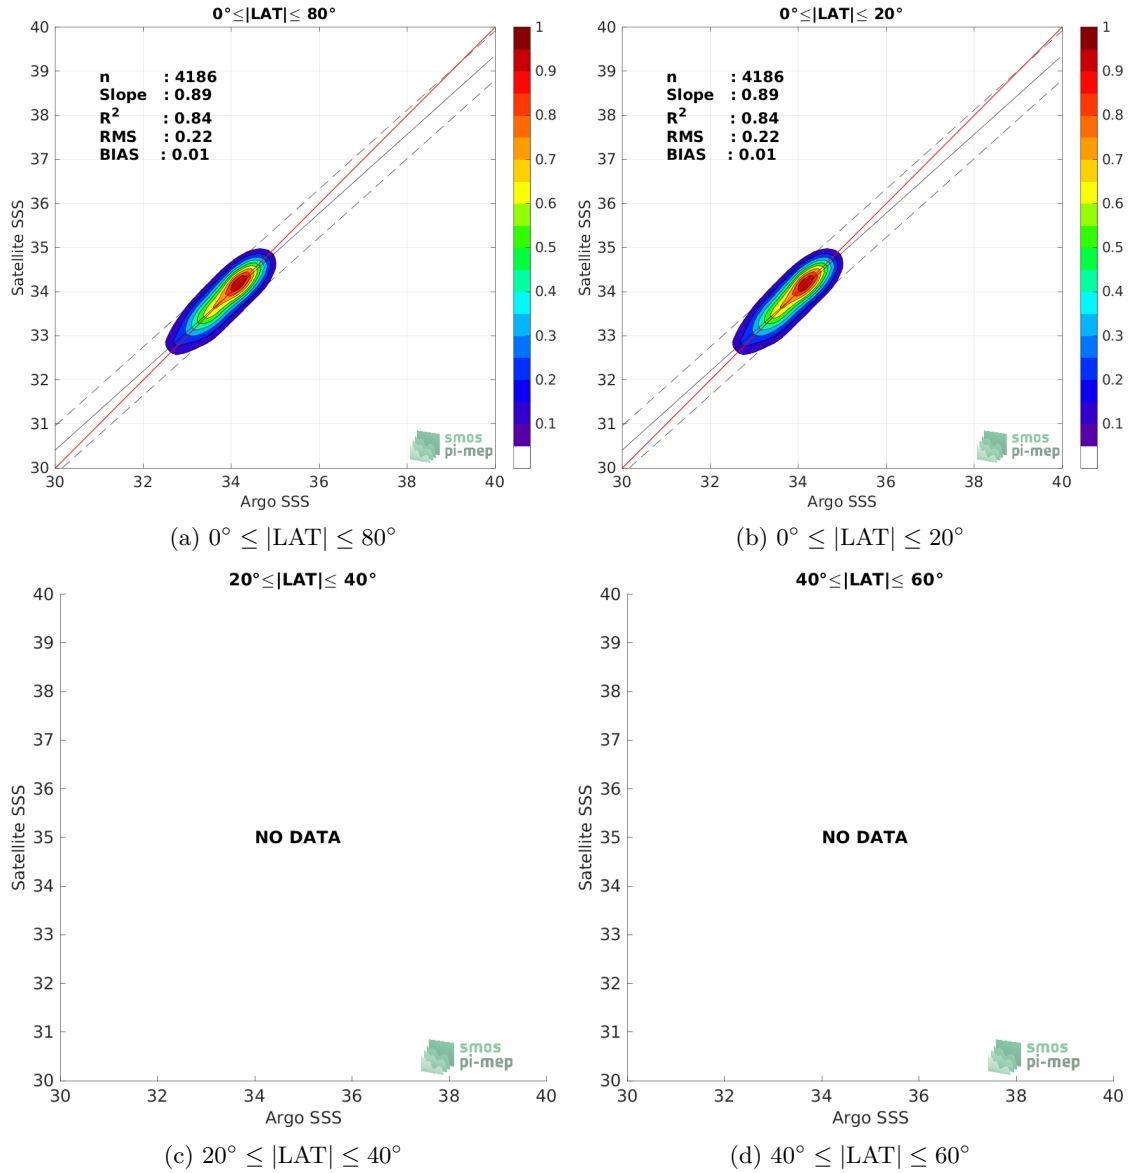 0°≤|LAT|≤ 80°
n : 4186
Slope : 0.89
R2 : 0.84
RMS : 0.22
BIAS : 0.01
40
39
38
37
36
35
34
33
32
31
30
Satellite SSS
30 32 34 36 38 40
Argo SSS
1
0.9
0.8
0.7
0.6
0.5
0.4
0.3
0.2
0.1
smos
pi-mep
(a) 0° ≤ |LAT| ≤ 80°
0°≤|LAT|≤ 20°
n : 4186
Slope : 0.89
R2 : 0.84
RMS : 0.22
BIAS : 0.01
40
39
38
37
36
35
34
33
32
31
30
Satellite SSS
30 32 34 36 38 40
Argo SSS
1
0.9
0.8
0.7
0.6
0.5
0.4
0.3
0.2
0.1
smos
pi-mep
(b) 0° ≤ |LAT| ≤ 20°
20°≤|LAT|≤ 40°
40
39
38
37
36
35
34
33
32
31
30
Satellite SSS
NO DATA
30 32 34 36 38 40
Argo SSS
smos
pi-mep
(c) 20° ≤ |LAT| ≤ 40°
40°≤|LAT|≤ 60°
40
39
38
37
36
35
34
33
32
31
30
Satellite SSS
NO DATA
30 32 34 36 38 40
Argo SSS
smos
pi-mep
(d) 40° ≤ |LAT| ≤ 60°